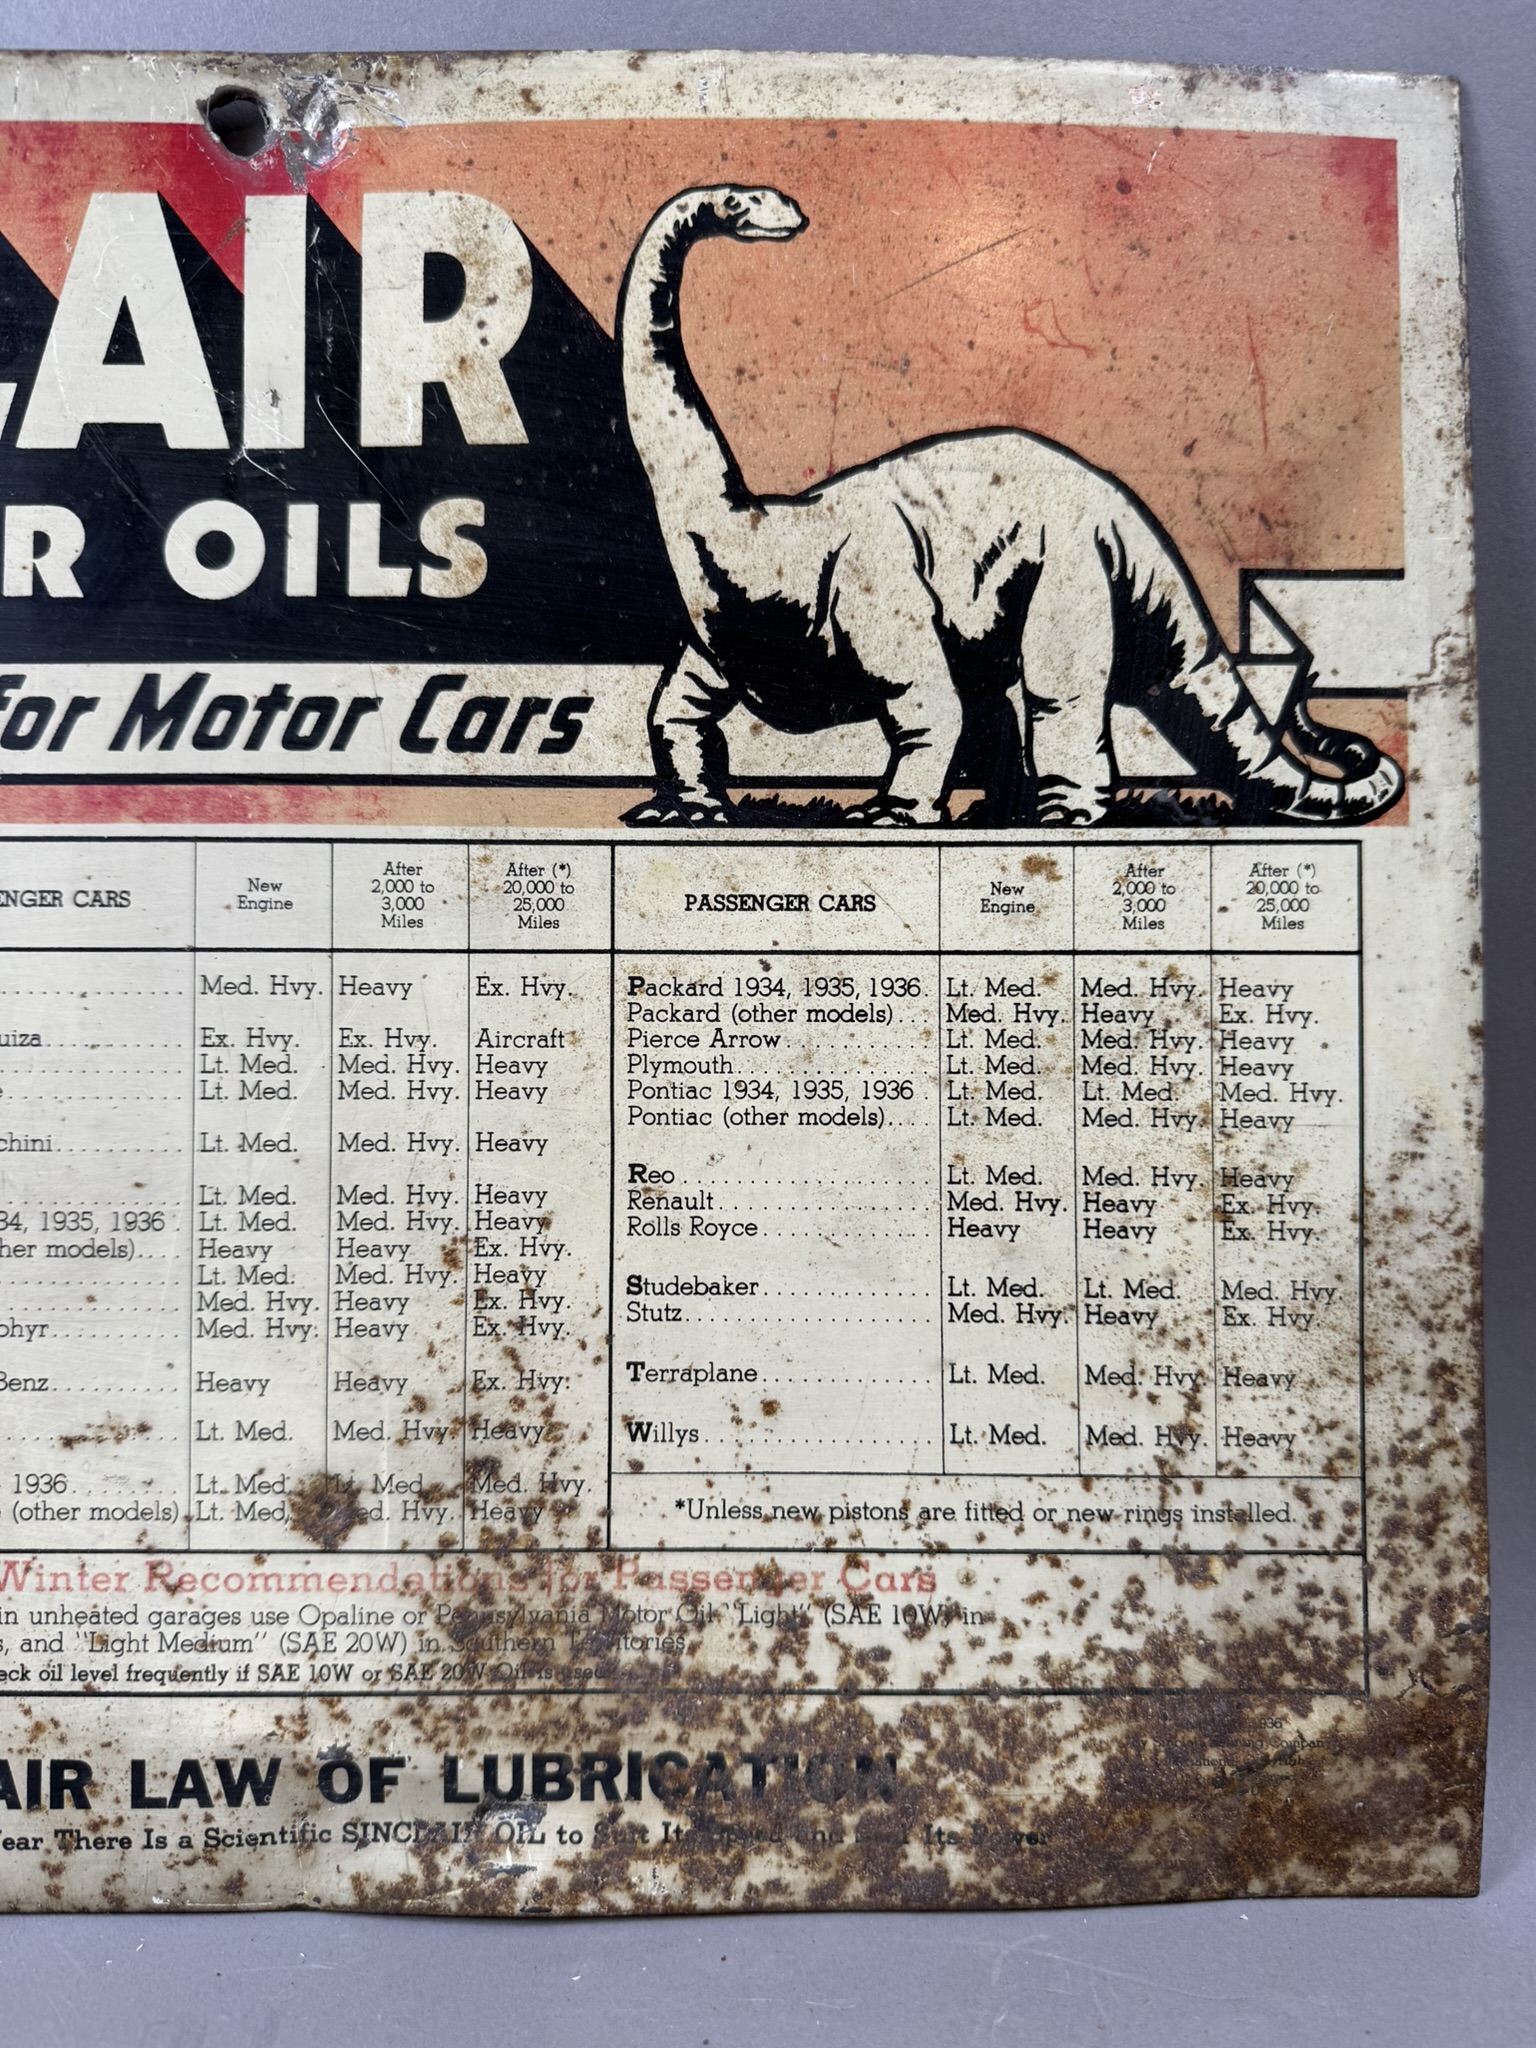 LAIR
R OILS
for Motor Cars
ENGER CARS New Engine After 2,000 to 3,000 Miles After (*) 20,000 to 25,000 Miles
Med. Hvy. Heavy Ex. Hvy.
uiza Ex. Hvy. Ex. Hvy. Aircraft
Lt. Med. Med. Hvy. Heavy
Lt. Med. Med. Hvy. Heavy
chini Lt. Med. Med. Hvy. Heavy
Lt. Med. Med. Hvy. Heavy
34, 1935, 1936 Lt. Med. Med. Hvy. Heavy
her models) Heavy Heavy Ex. Hvy.
Lt. Med. Med. Hvy. Heavy
Med. Hvy. Heavy Ex. Hvy.
phyr Med. Hvy. Heavy Ex. Hvy.
Benz Heavy Heavy Ex. Hvy.
Lt. Med. Med. Hvy. Heavy
1936 Lt. Med. Lt. Med. Med. Hvy.
(other models) Lt. Med. Med. Hvy. Heavy
PASSENGER CARS New Engine After 2,000 to 3,000 Miles After (*) 20,000 to 25,000 Miles
Packard 1934, 1935, 1936 Lt. Med. Med. Hvy. Heavy
Packard (other models) Med. Hvy. Heavy Ex. Hvy.
Pierce Arrow Lt. Med. Med. Hvy. Heavy
Plymouth Lt. Med. Med. Hvy. Heavy
Pontiac 1934, 1935, 1936 Lt. Med. Lt. Med. Med. Hvy.
Pontiac (other models) Lt. Med. Med. Hvy. Heavy
Reo Lt. Med. Med. Hvy. Heavy
Renault Med. Hvy. Heavy Ex. Hvy.
Rolls Royce Heavy Heavy Ex. Hvy.
Studebaker Lt. Med. Lt. Med. Med. Hvy.
Stutz Med. Hvy. Heavy Ex. Hvy.
Terraplane Lt. Med. Med. Hvy. Heavy
Willys Lt. Med. Med. Hvy. Heavy
*Unless new pistons are fitted or new rings installed.
Winter Recommendations for Passenger Cars
in unheated garages use Opaline or Pennsylvania Motor Oil "Light" (SAE 10W) in
s, and "Light Medium" (SAE 20W) in Southern Territories
eck oil level frequently if SAE 10W or SAE 20W Oil is used
AIR LAW OF LUBRICATION
ear There Is a Scientific SINCLAIR OIL to Suit Its Speed and Its Power
1936
Sinclair Refining Company